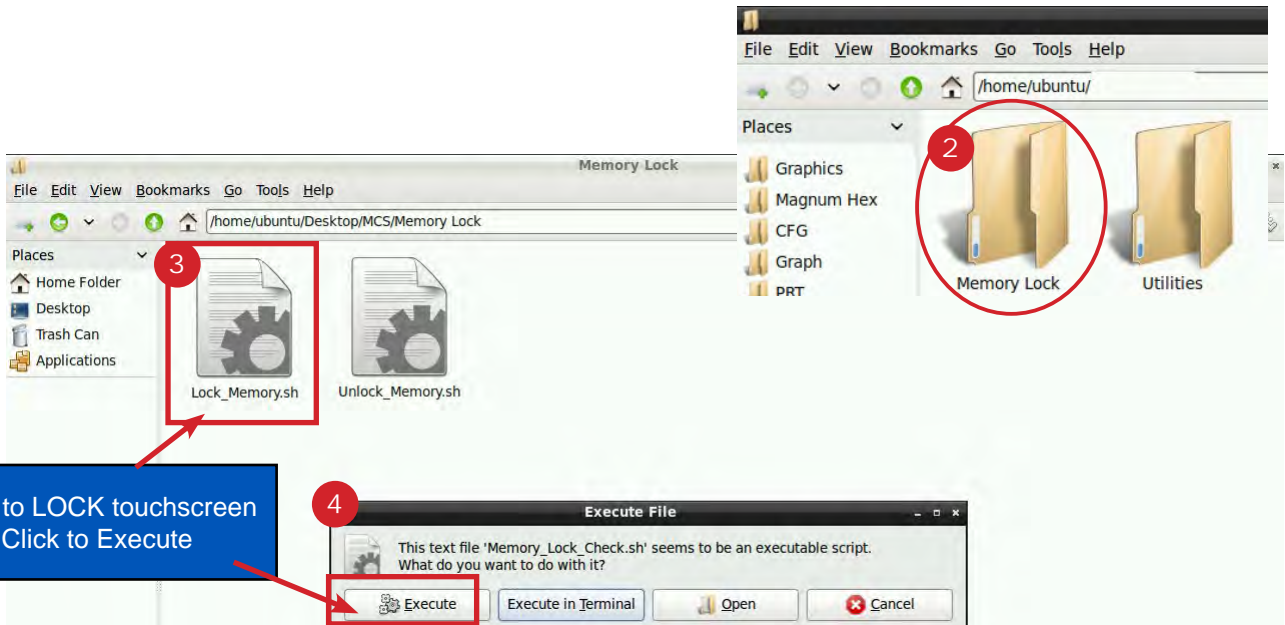 File Edit View Bookmarks Go Tools Help
/home/ubuntu/
Places
Graphics
Magnum Hex
CFG
Graph
PRT
2
Memory Lock
Utilities
Memory Lock
File Edit View Bookmarks Go Tools Help
/home/ubuntu/Desktop/MCS/Memory Lock
Places
Home Folder
Desktop
Trash Can
Applications
3
Lock_Memory.sh
Unlock_Memory.sh
to LOCK touchscreen
Click to Execute
4
Execute File
This text file 'Memory_Lock_Check.sh' seems to be an executable script.
What do you want to do with it?
Execute
Execute in Terminal
Open
Cancel